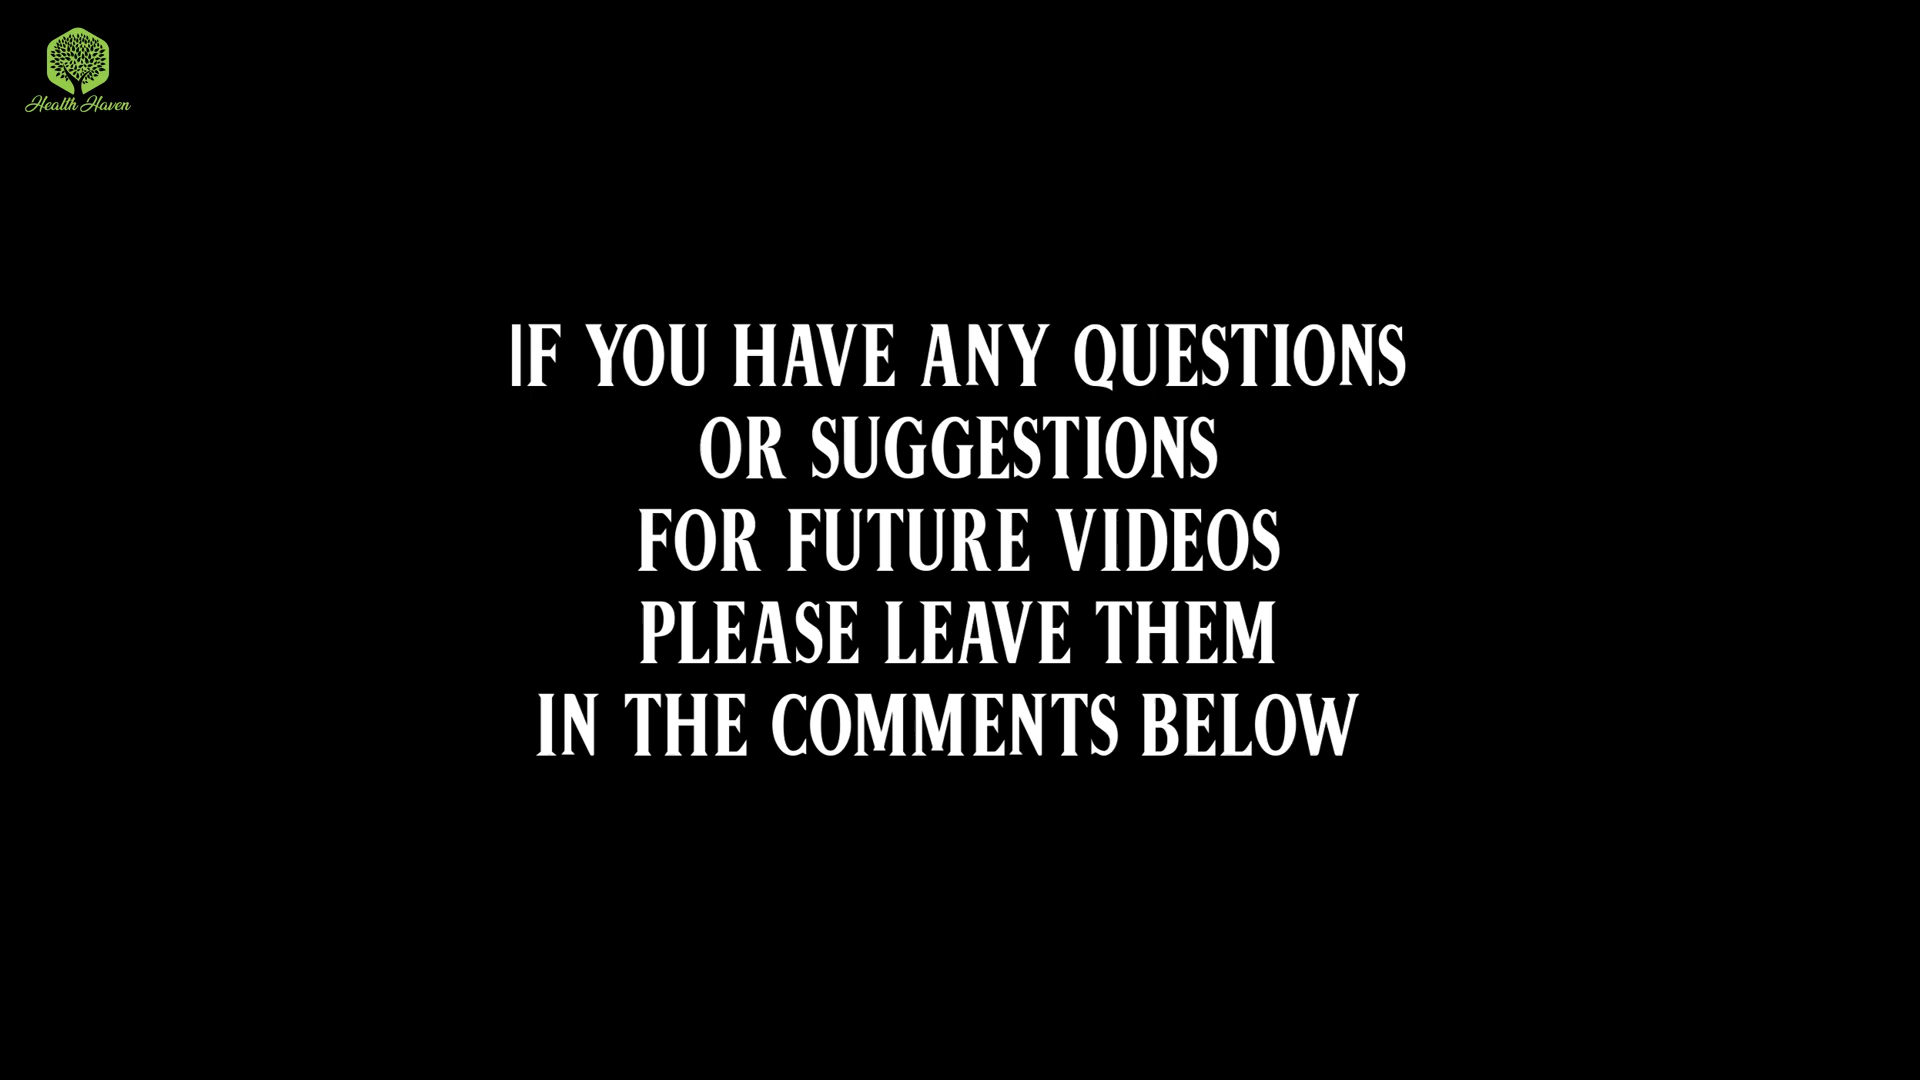 Health Haven
IF YOU HAVE ANY QUESTIONS
OR SUGGESTIONS
FOR FUTURE VIDEOS
PLEASE LEAVE THEM
IN THE COMMENTS BELOW